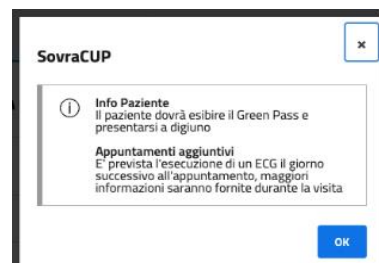 SovraCUP
×
Info Paziente
Il paziente dovrà esibire il Green Pass e
presentarsi a digiuno
Appuntamenti aggiuntivi
E' prevista l'esecuzione di un ECG il giorno
successivo all'appuntamento, maggiori
informazioni saranno fornite durante la visita
OK